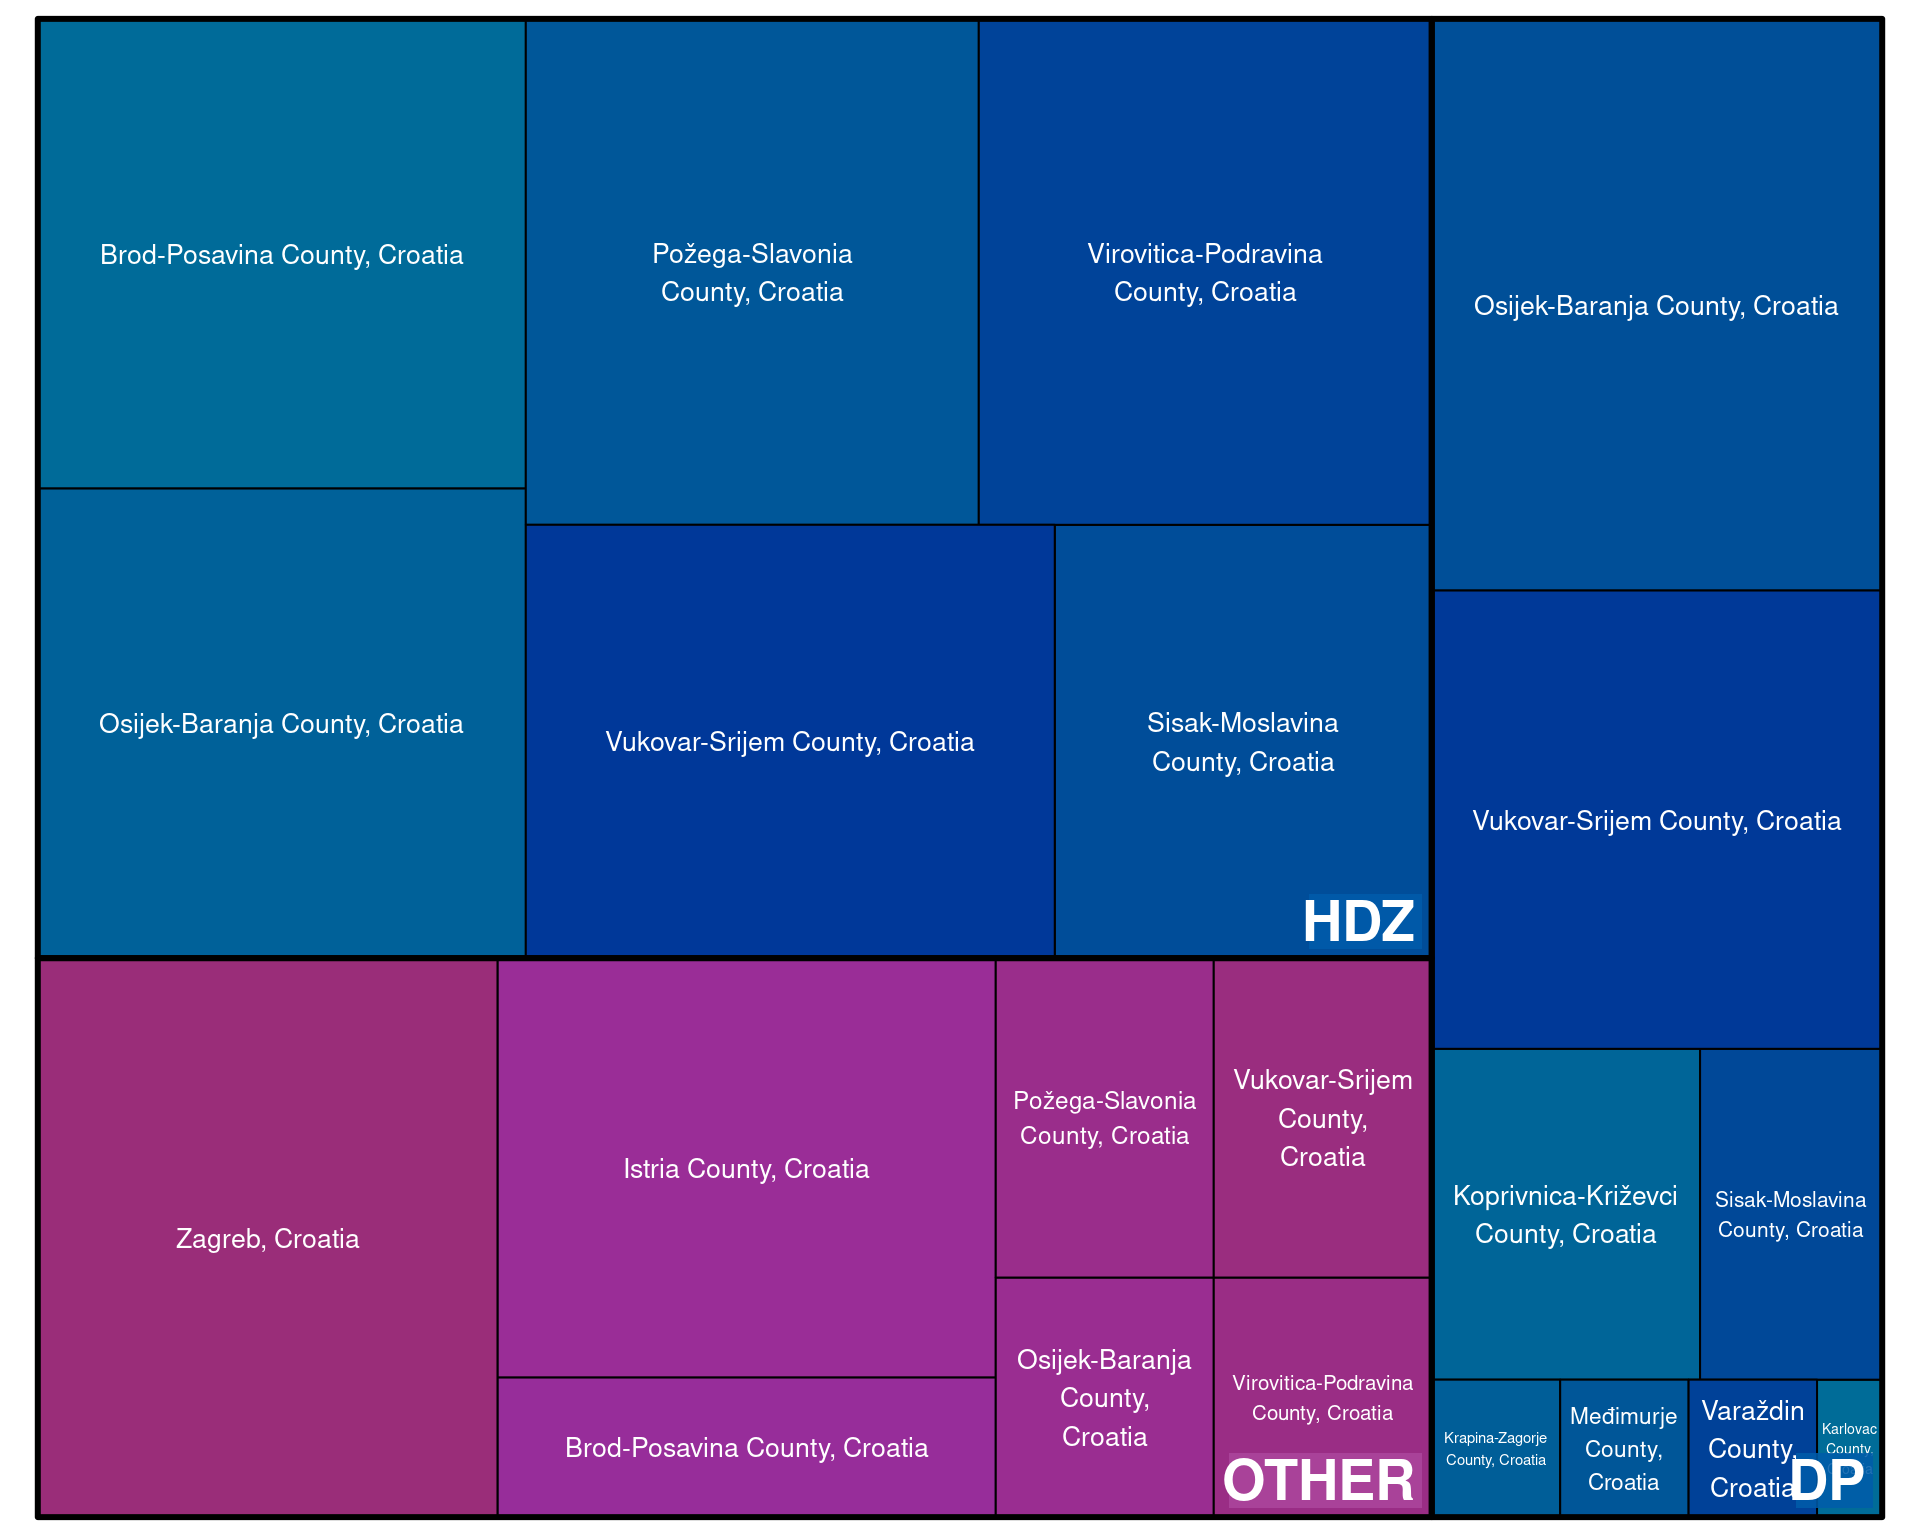 Brod-Posavina County, Croatia
Požega-Slavonia
County, Croatia
Virovitica-Podravina
County, Croatia
Osijek-Baranja County, Croatia
Vukovar-Srijem County, Croatia
Sisak-Moslavina
County, Croatia
HDZ
Osijek-Baranja County, Croatia
Vukovar-Srijem County, Croatia
Koprivnica-Križevci
County, Croatia
Sisak-Moslavina
County, Croatia
Krapina-Zagorje
County, Croatia
Međimurje
County,
Croatia
Varaždin
County,
Croatia
Karlovac
County,
DP
Zagreb, Croatia
Istria County, Croatia
Brod-Posavina County, Croatia
Požega-Slavonia
County, Croatia
Vukovar-Srijem
County,
Croatia
Osijek-Baranja
County,
Croatia
Virovitica-Podravina
County, Croatia
OTHER